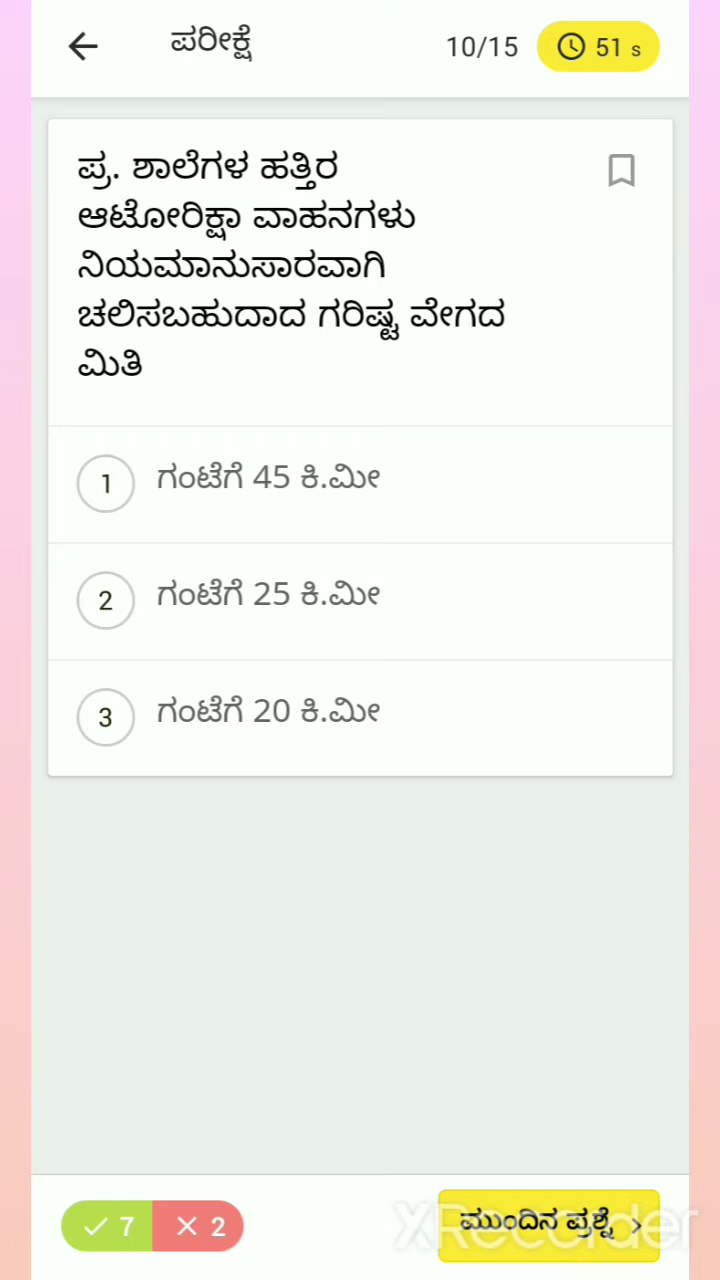 ಪರೀಕ್ಷೆ 10/15 51 s
ಪ್ರ. ಶಾಲೆಗಳ ಹತ್ತಿರ
ಆಟೋರಿಕ್ಷಾ ವಾಹನಗಳು
ನಿಯಮಾನುಸಾರವಾಗಿ
ಚಲಿಸಬಹುದಾದ ಗರಿಷ್ಟ ವೇಗದ
ಮಿತಿ
1 ಗಂಟೆಗೆ 45 ಕಿ.ಮೀ
2 ಗಂಟೆಗೆ 25 ಕಿ.ಮೀ
3 ಗಂಟೆಗೆ 20 ಕಿ.ಮೀ
7 2 ಮುಂದಿನ ಪ್ರಶ್ನೆ
XRecorder